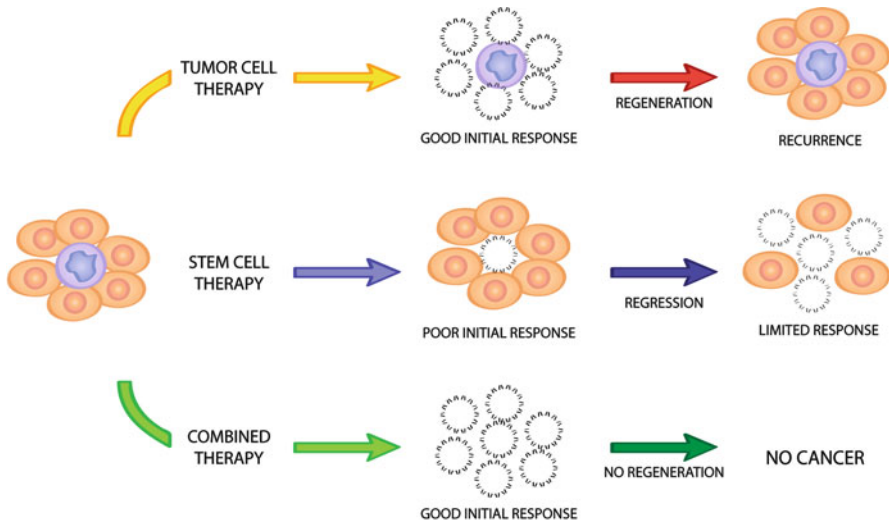 TUMOR CELL
THERAPY
GOOD INITIAL RESPONSE
REGENERATION
RECURRENCE
STEM CELL
THERAPY
POOR INITIAL RESPONSE
REGRESSION
LIMITED RESPONSE
COMBINED
THERAPY
GOOD INITIAL RESPONSE
NO REGENERATION
NO CANCER